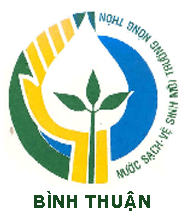 NƯỚC SẠCH-VỆ SINH MÔI TRƯỜNG NÔNG THÔN
BÌNH THUẬN